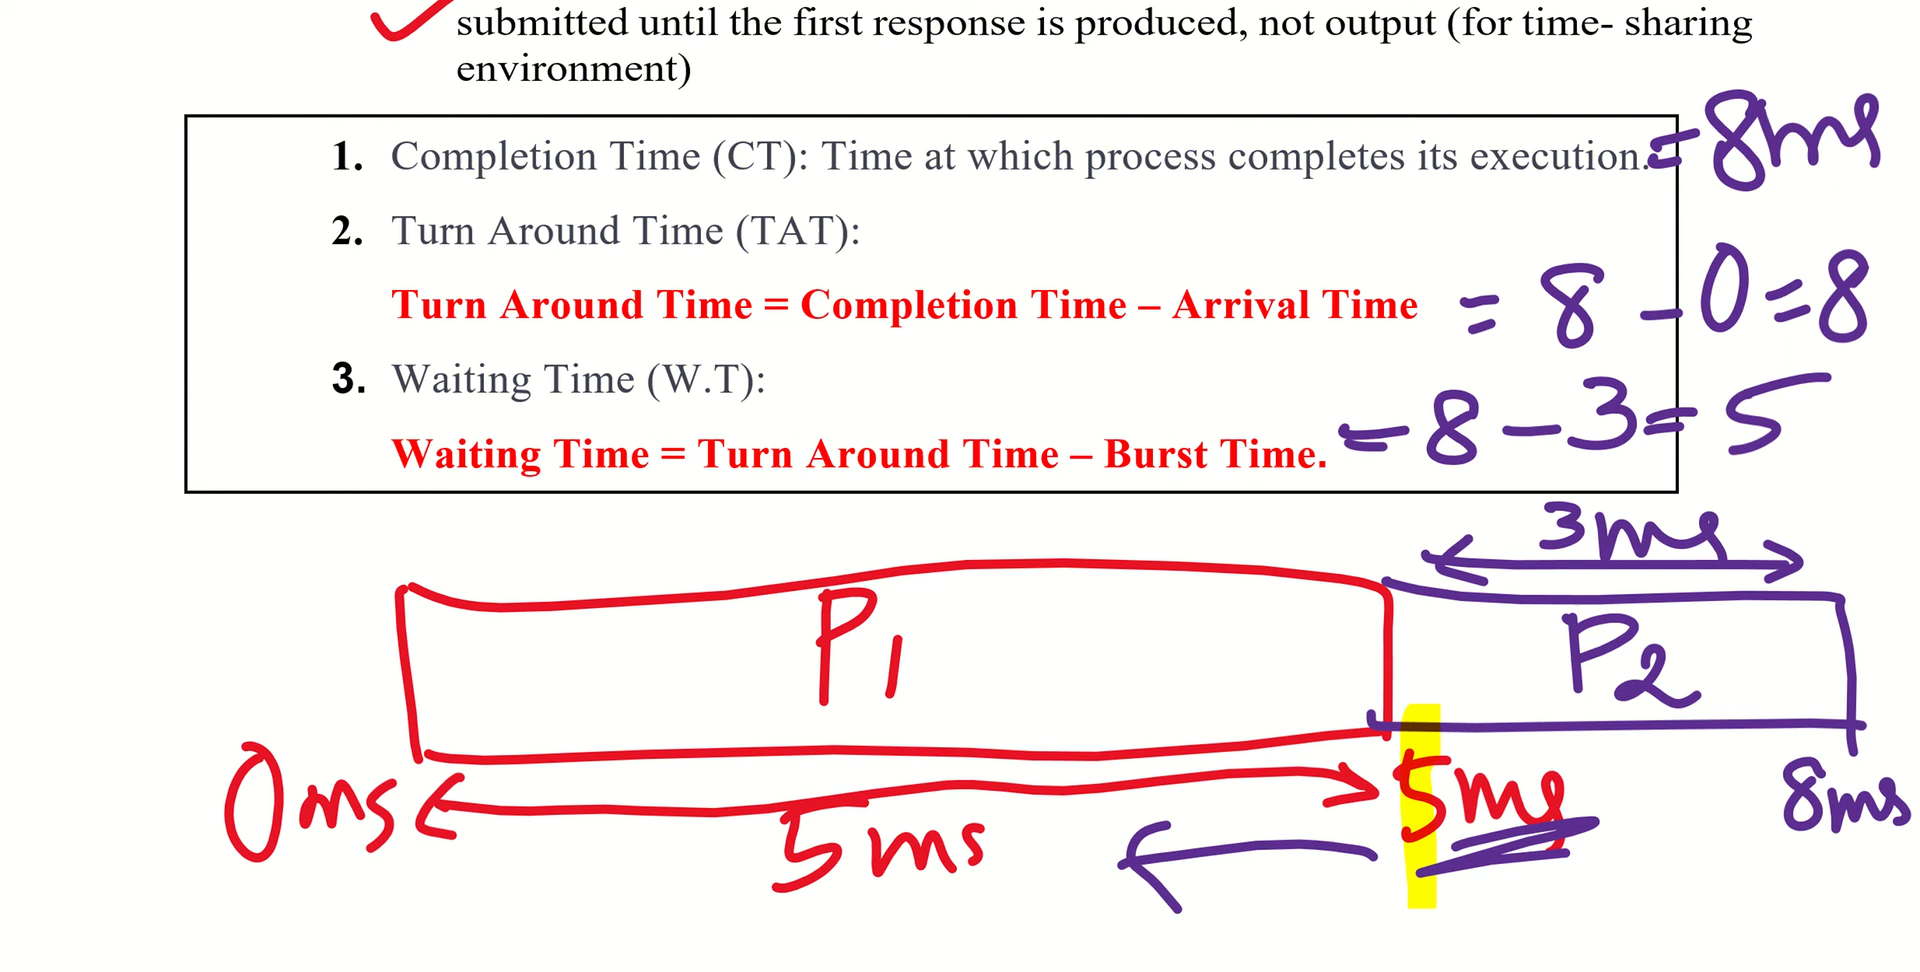 submitted until the first response is produced, not output (for time- sharing
environment)
1. Completion Time (CT): Time at which process completes its execution. = 8ms
2. Turn Around Time (TAT):
Turn Around Time = Completion Time – Arrival Time = 8 - 0 = 8
3. Waiting Time (W.T):
Waiting Time = Turn Around Time – Burst Time. = 8 - 3 = 5
3ms
P1 P2
0ms 5ms 5ms 8ms